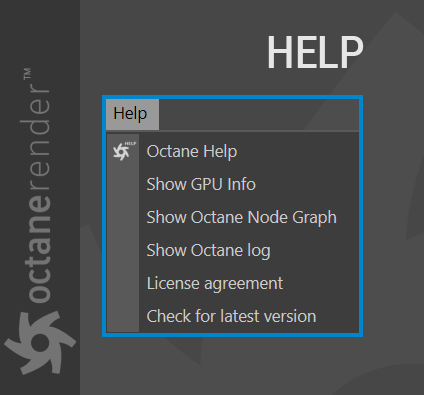 HELP
octanerender™
Help
HELP
Octane Help
Show GPU Info
Show Octane Node Graph
Show Octane log
License agreement
Check for latest version